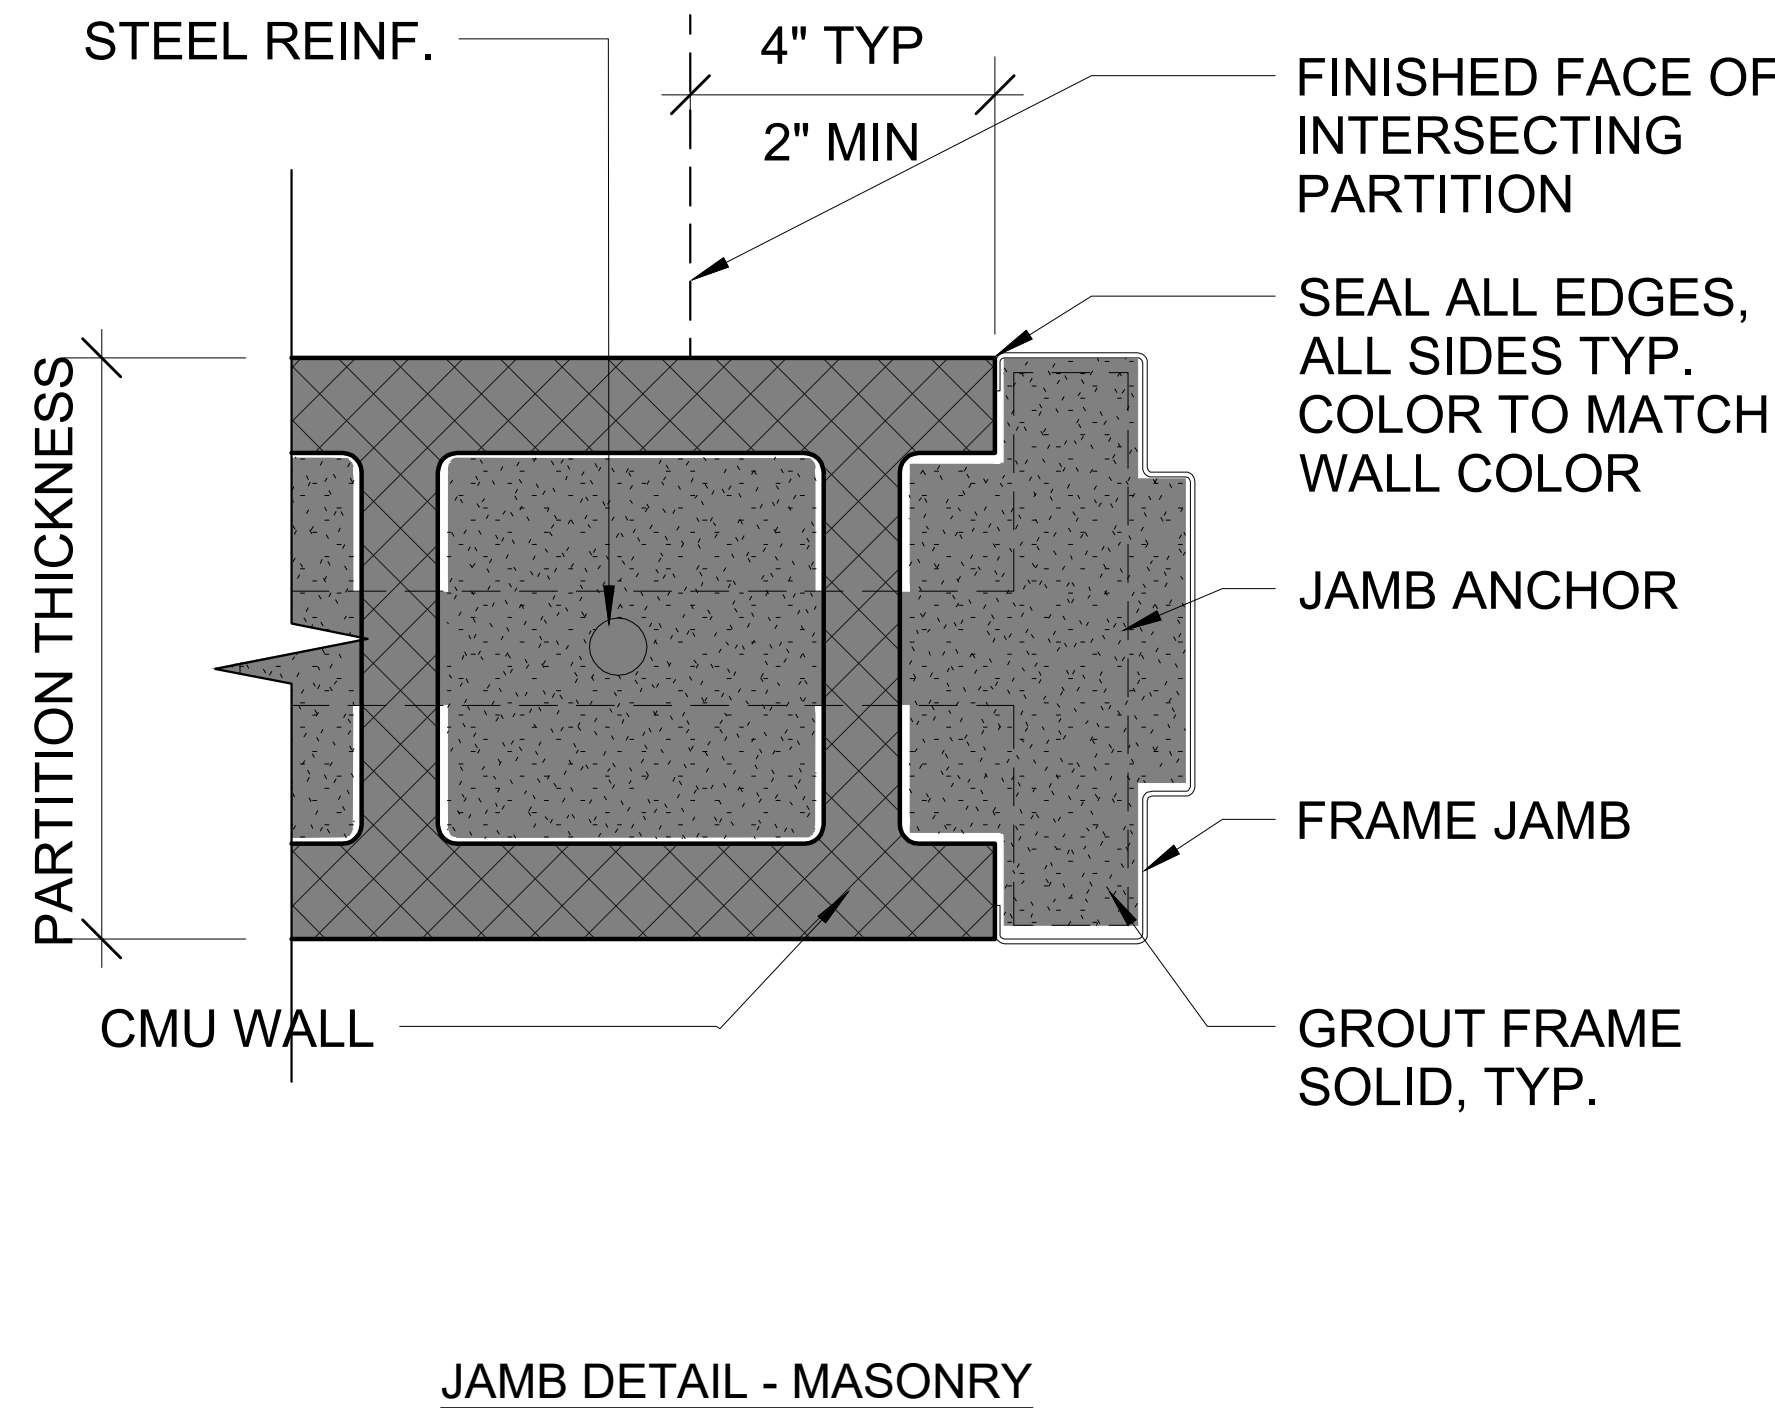 STEEL REINF.
4" TYP
2" MIN
FINISHED FACE OF
INTERSECTING
PARTITION
SEAL ALL EDGES,
ALL SIDES TYP.
COLOR TO MATCH
WALL COLOR
PARTITION THICKNESS
JAMB ANCHOR
FRAME JAMB
CMU WALL
GROUT FRAME
SOLID, TYP.
JAMB DETAIL - MASONRY